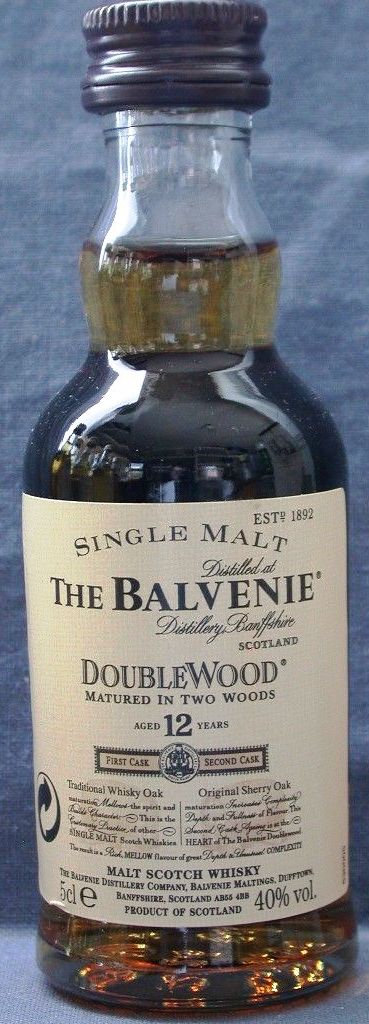 ESTD 1892
SINGLE MALT
Distilled at
THE BALVENIE®
Distillery, Banffshire
SCOTLAND
DOUBLEWOOD®
MATURED IN TWO WOODS
AGED 12 YEARS
FIRST CASK SECOND CASK
Traditional Whisky Oak Original Sherry Oak
maturation Mellows the spirit and maturation Increases Complexity
Builds Character This is the Depth and Fullness of Flavour This
Customary Practice, of other Second Cask Ageing is at the
SINGLE MALT Scotch Whiskies HEART of The Balvenie Doublewood
The result is a Rich, MELLOW flavour of great Depth & COMPLEXITY
MALT SCOTCH WHISKY
THE BALVENIE DISTILLERY COMPANY, BALVENIE MALTINGS, DUFFTOWN,
BANFFSHIRE, SCOTLAND AB55 4BB
5cl e 40% vol.
PRODUCT OF SCOTLAND